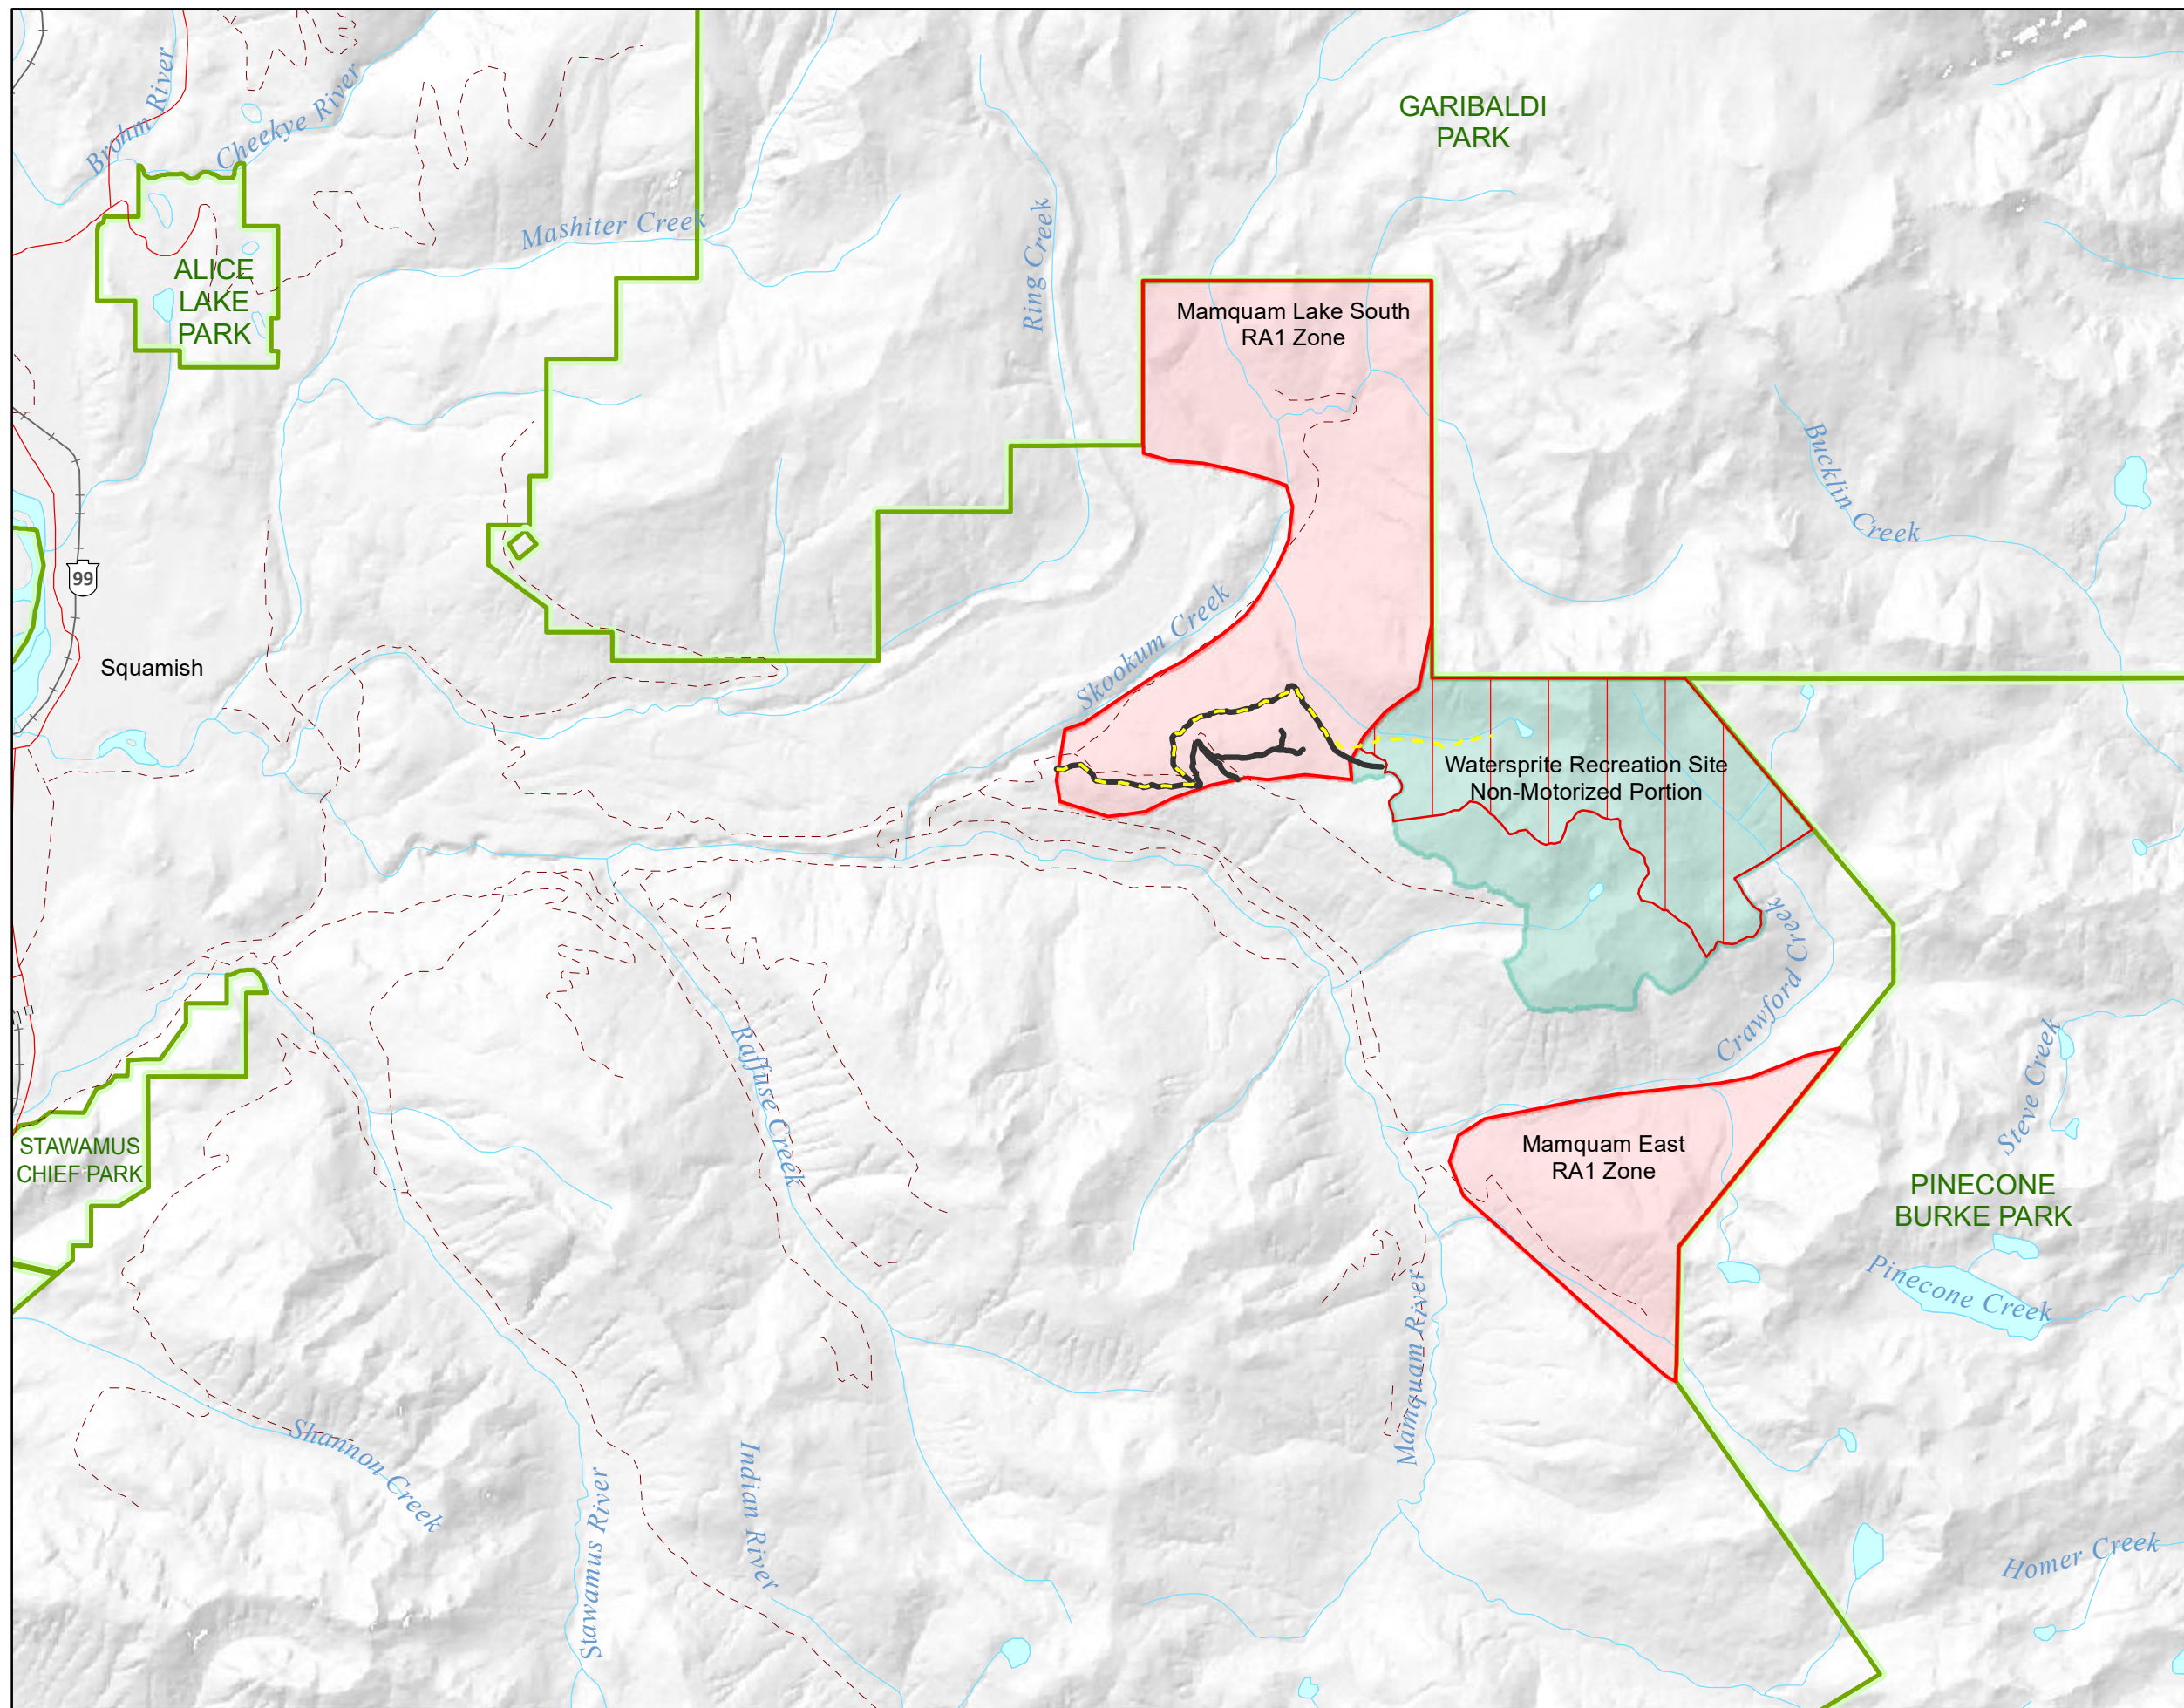 Brohm River
Cheekye River
GARIBALDI
PARK
Mashiter Creek
Ring Creek
ALICE
LAKE
PARK
Mamquam Lake South
RA1 Zone
Bucklin Creek
99
Skookum Creek
Squamish
Watersprite Recreation Site
Non-Motorized Portion
Crawford Creek
Raffuse Creek
Steve Creek
STAWAMUS
CHIEF PARK
Mamquam East
RA1 Zone
PINECONE
BURKE PARK
Pinecone Creek
Mamquam River
Shannon Creek
Stawamus River
Indian River
Homer Creek